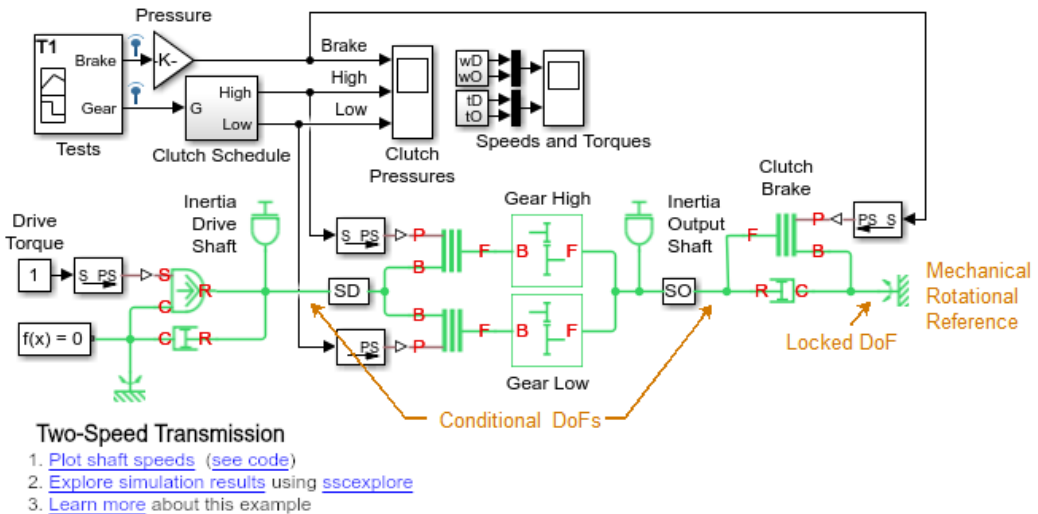 Pressure
T1
Brake
Gear
Tests
-K-
Brake
High
Low
G
High
Low
Clutch Schedule
Clutch
Pressures
wD
wO
tD
tO
Speeds and Torques
Clutch
Brake
P
PS S
F
B
Drive
Torque
1
S PS
S
C
R
f(x) = 0
C
R
Inertia
Drive
Shaft
SD
S PS
P
B
F
Gear High
B
F
PS
B
P
F
B
F
Gear Low
Inertia
Output
Shaft
SO
R
C
Mechanical
Rotational
Reference
Locked DoF
Conditional DoFs
Two-Speed Transmission
1. Plot shaft speeds (see code)
2. Explore simulation results using sscexplore
3. Learn more about this example